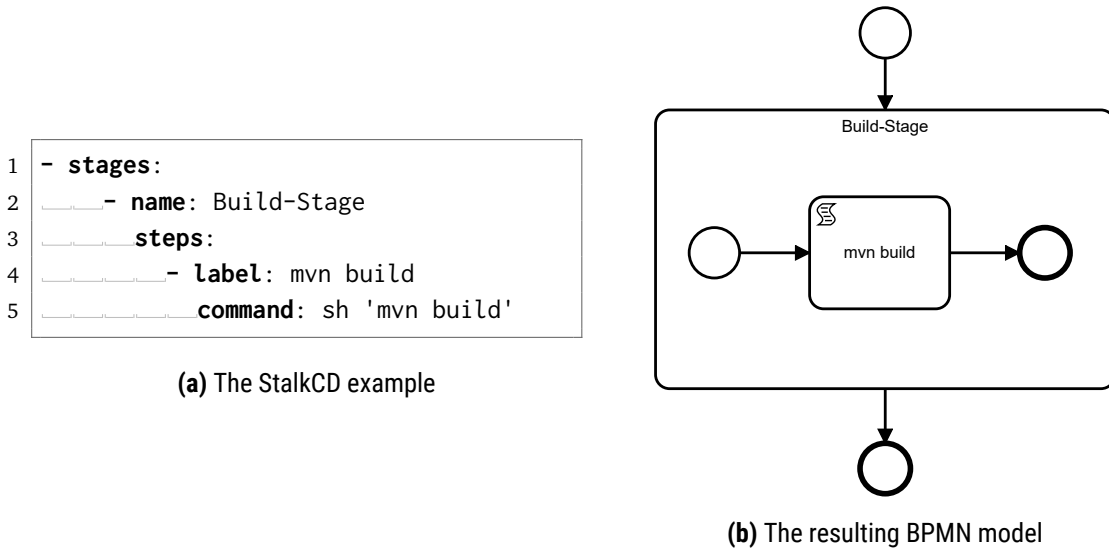 1 - stages:
2 - name: Build-Stage
3 steps:
4 - label: mvn build
5 command: sh 'mvn build'
(a) The StalkCD example
Build-Stage
mvn build
(b) The resulting BPMN model